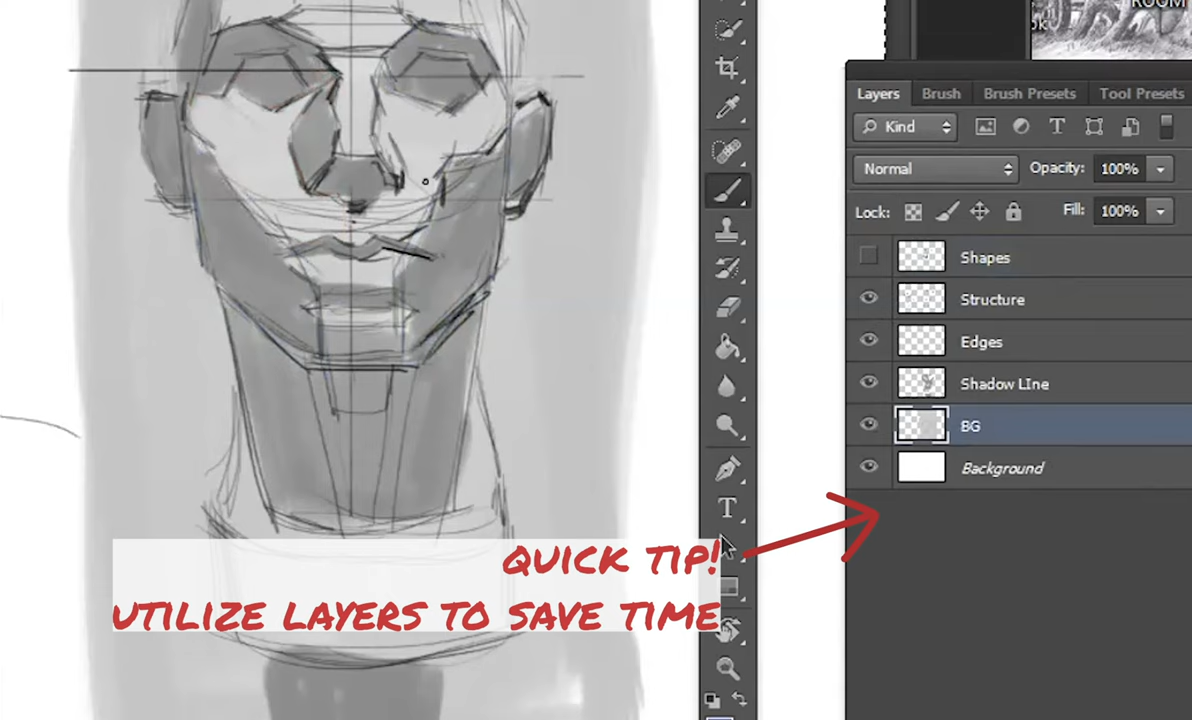 ROOM
Layers Brush Brush Presets Tool Presets
Kind
Normal Opacity: 100%
Lock: Fill: 100%
Shapes
Structure
Edges
Shadow LIne
BG
Background
QUICK TIP!
UTILIZE LAYERS TO SAVE TIME